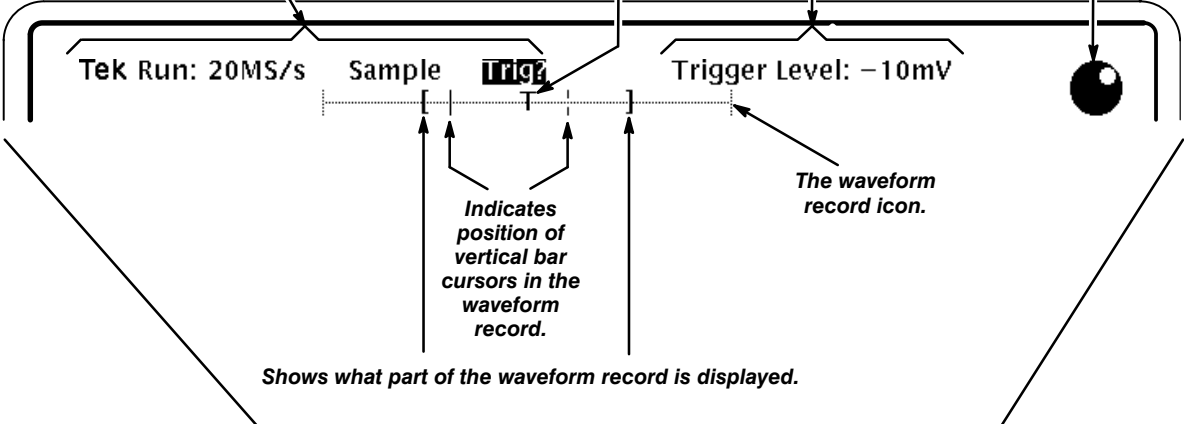 Tek Run: 20MS/s Sample Trig? Trigger Level: −10mV
[ T ]
The waveform
record icon.
Indicates
position of
vertical bar
cursors in the
waveform
record.
Shows what part of the waveform record is displayed.